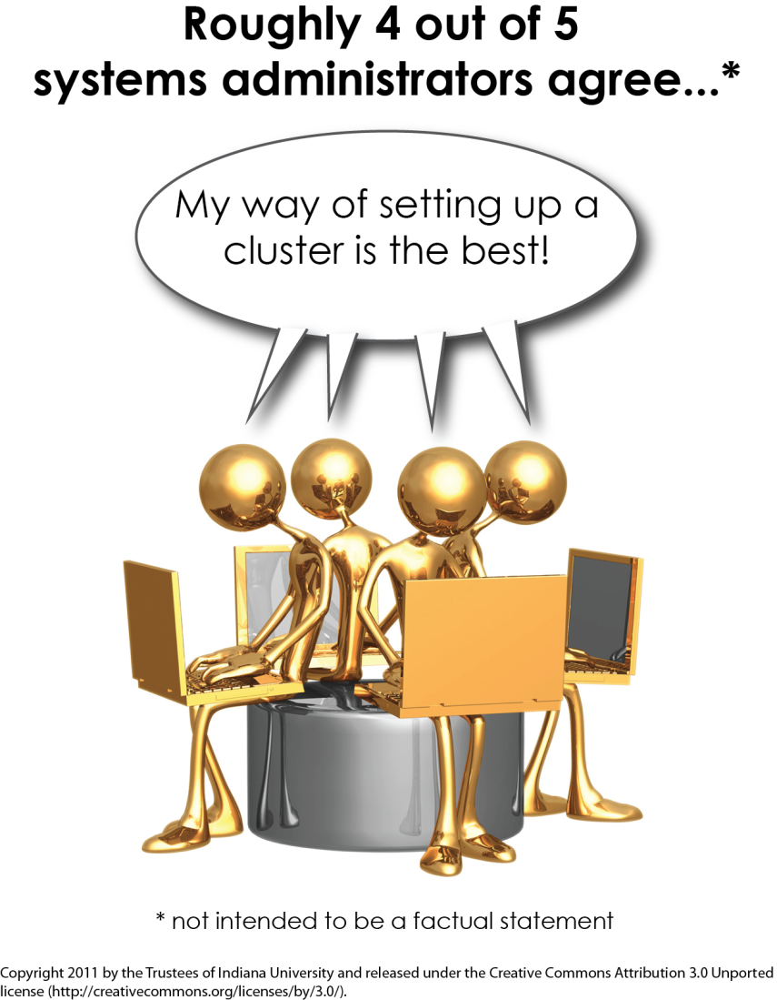 Roughly 4 out of 5
systems administrators agree...*
My way of setting up a
cluster is the best!
* not intended to be a factual statement
Copyright 2011 by the Trustees of Indiana University and released under the Creative Commons Attribution 3.0 Unported
license (http://creativecommons.org/licenses/by/3.0/).